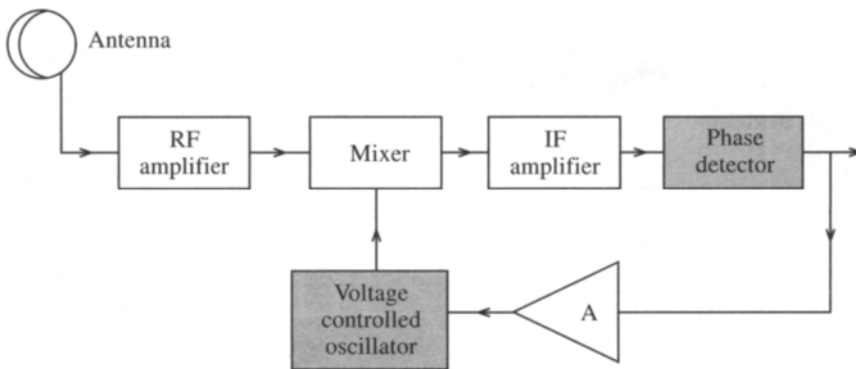 Antenna
RF
amplifier
Mixer
IF
amplifier
Phase
detector
Voltage
controlled
oscillator
A